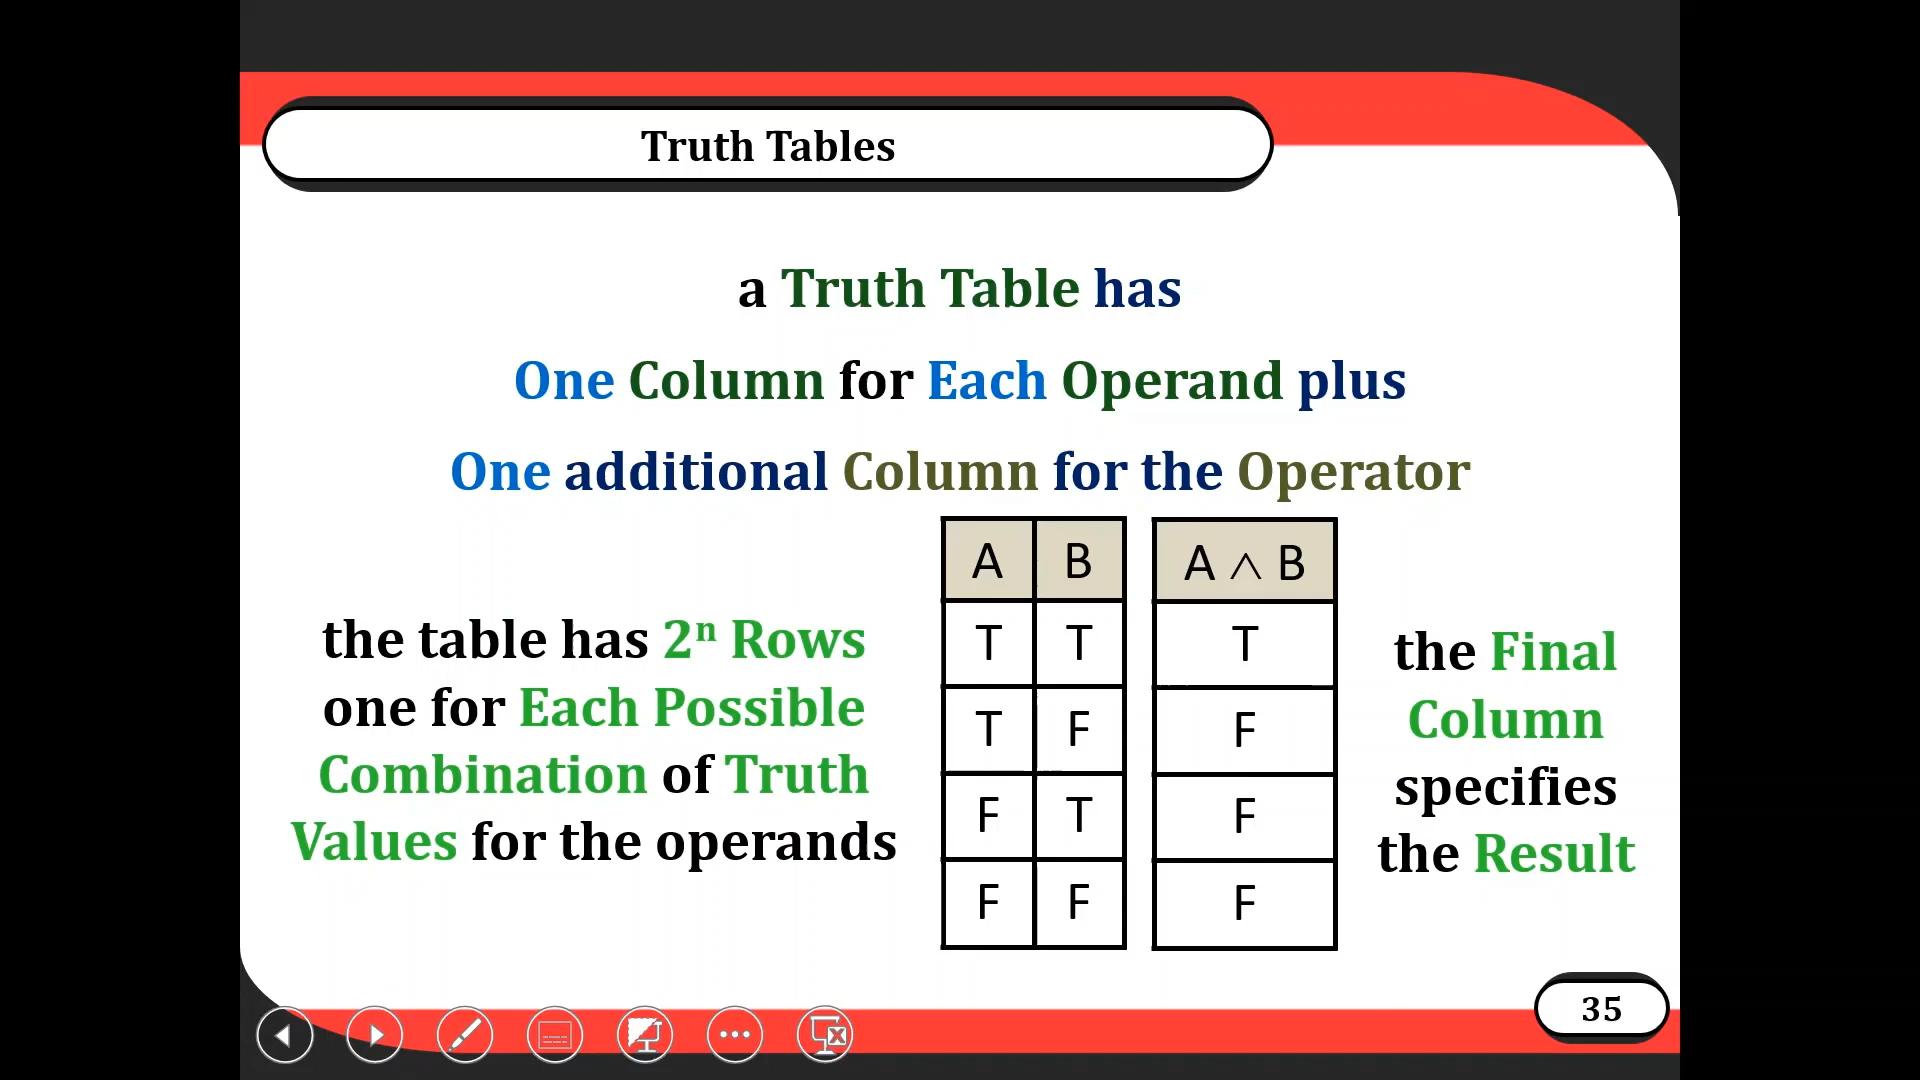 Truth Tables
a Truth Table has
One Column for Each Operand plus
One additional Column for the Operator
the table has 2ⁿ Rows
one for Each Possible
Combination of Truth
Values for the operands
A B A ∧ B
T T T
T F F
F T F
F F F
the Final
Column
specifies
the Result
35